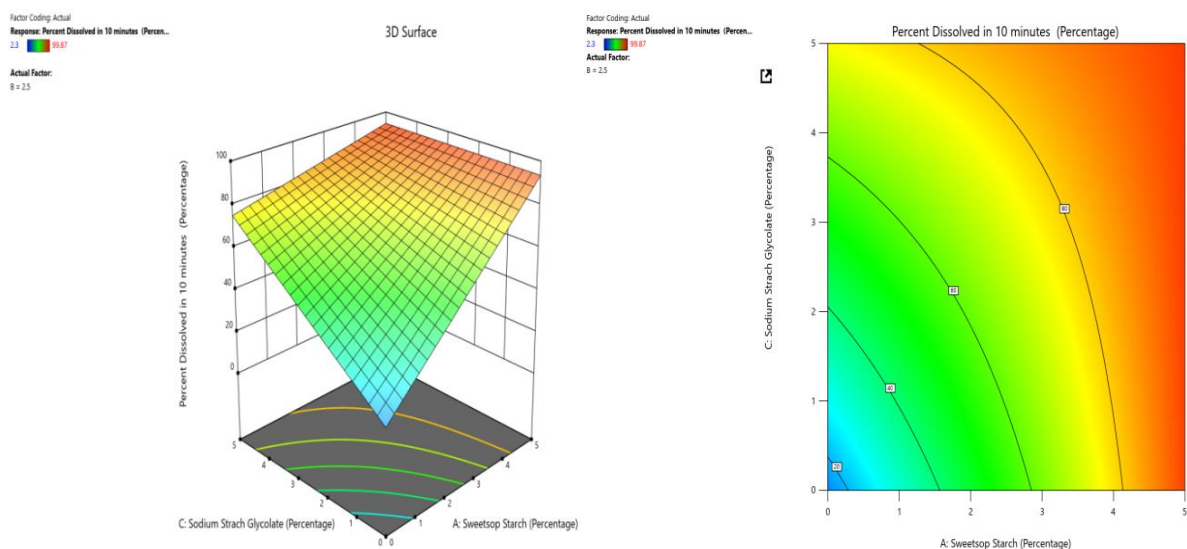 Factor Coding: Actual
Response: Percent Dissolved in 10 minutes (Percen...
2.3 99.87
Actual Factor:
B = 2.5
3D Surface
Percent Dissolved in 10 minutes (Percentage)
100
80
60
40
20
0
5
4
3
2
1
0
0
1
2
3
4
5
C: Sodium Strach Glycolate (Percentage)
A: Sweetsop Starch (Percentage)
Factor Coding: Actual
Response: Percent Dissolved in 10 minutes (Percen...
2.3 99.87
Actual Factor:
B = 2.5
Percent Dissolved in 10 minutes (Percentage)
C: Sodium Strach Glycolate (Percentage)
5
4
3
2
1
0
80
60
40
20
0 1 2 3 4 5
A: Sweetsop Starch (Percentage)